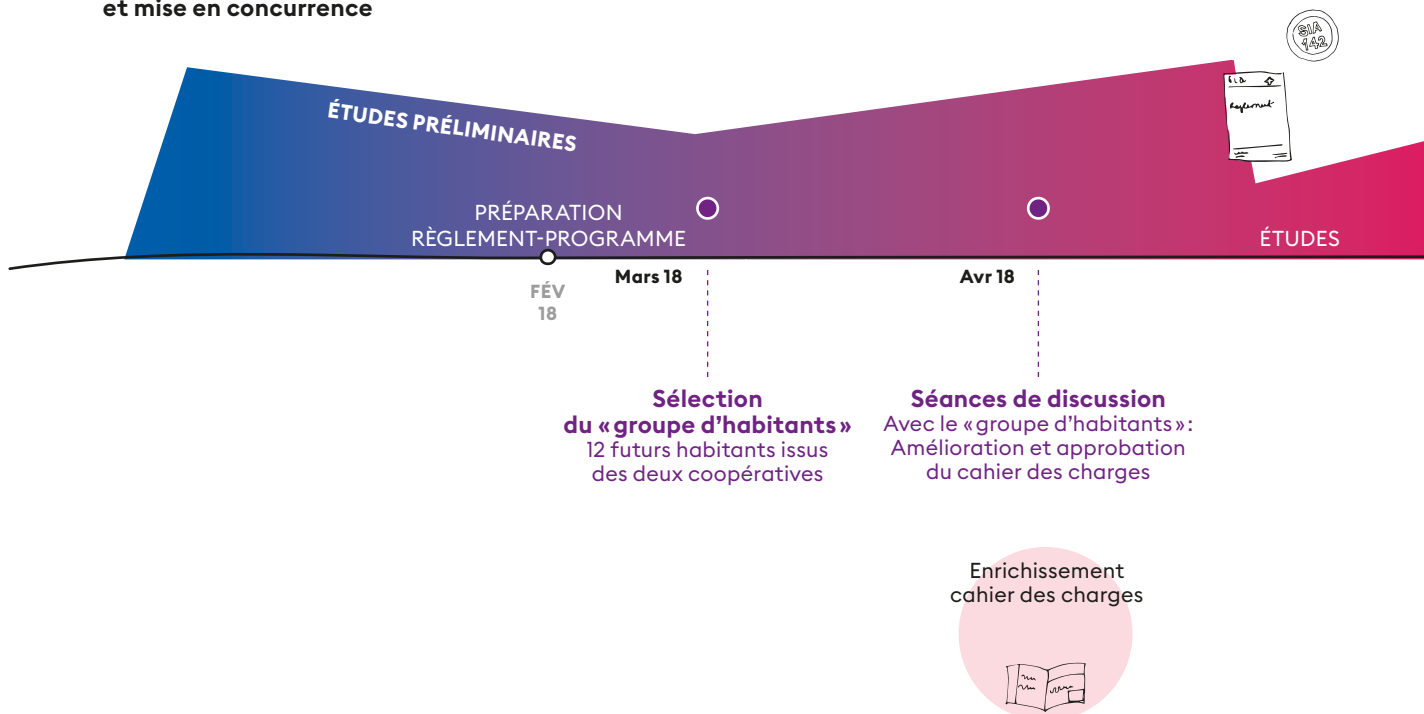 et mise en concurrence
SIA
142
SIA
Règlement
ÉTUDES PRÉLIMINAIRES
PRÉPARATION
RÈGLEMENT-PROGRAMME
ÉTUDES
Mars 18
Avr 18
FÉV
18
Sélection
du « groupe d’habitants »
12 futurs habitants issus
des deux coopératives
Séances de discussion
Avec le « groupe d’habitants » :
Amélioration et approbation
du cahier des charges
Enrichissement
cahier des charges